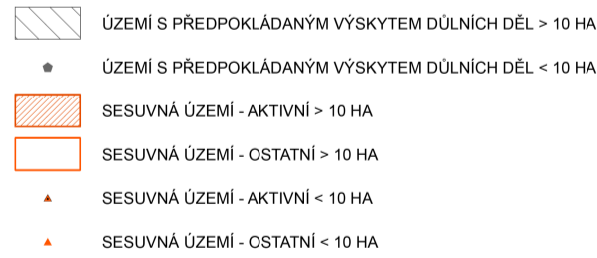 ÚZEMÍ S PŘEDPOKLÁDANÝM VÝSKYTEM DŮLNÍCH DĚL > 10 HA
ÚZEMÍ S PŘEDPOKLÁDANÝM VÝSKYTEM DŮLNÍCH DĚL < 10 HA
SESUVNÁ ÚZEMÍ - AKTIVNÍ > 10 HA
SESUVNÁ ÚZEMÍ - OSTATNÍ > 10 HA
SESUVNÁ ÚZEMÍ - AKTIVNÍ < 10 HA
SESUVNÁ ÚZEMÍ - OSTATNÍ < 10 HA